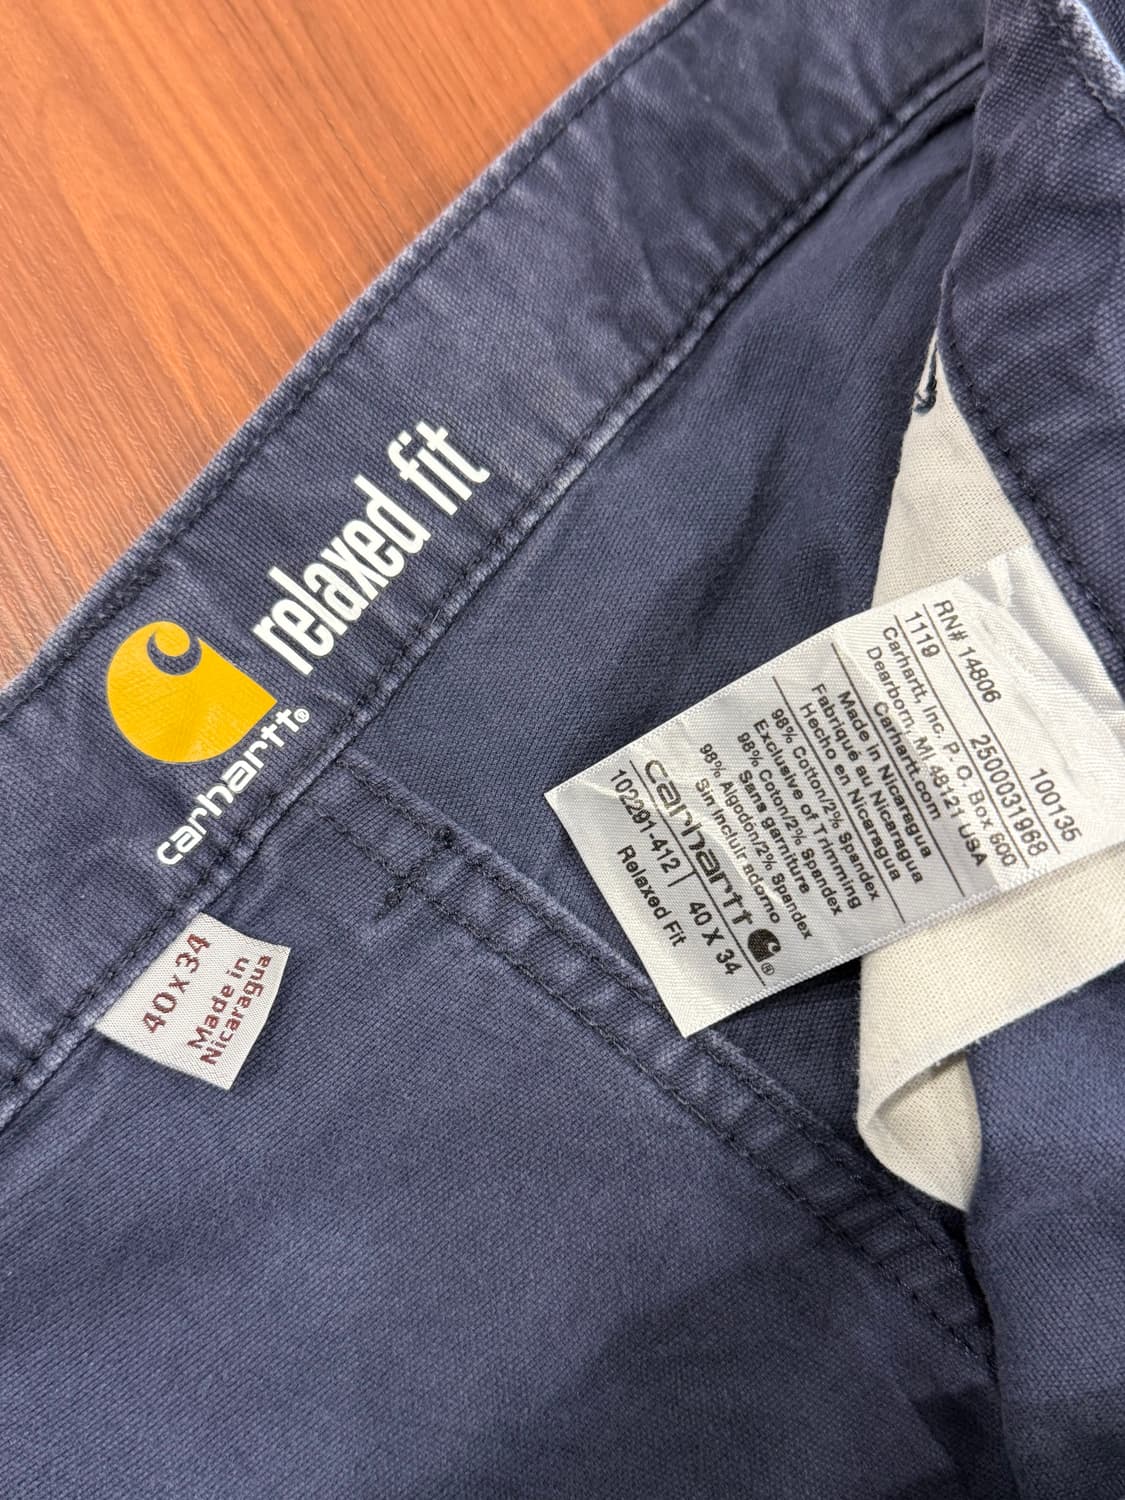 relaxed fit
carhartt®
40 x 34
Made in
Nicaragua
RN# 14806 100135
1119 2500031968
Carhartt, Inc. P. O. Box 600
Dearborn, MI 48121 USA
Carhartt.com
Made in Nicaragua
Fabriqué au Nicaragua
Hecho en Nicaragua
98% Cotton/2% Spandex
Exclusive of Trimming
98% Coton/2% Spandex
Sans garniture
98% Algodon/2% Spandex
Sin incluir adorno
carhartt ®
102291-412 | 40 X 34
Relaxed Fit